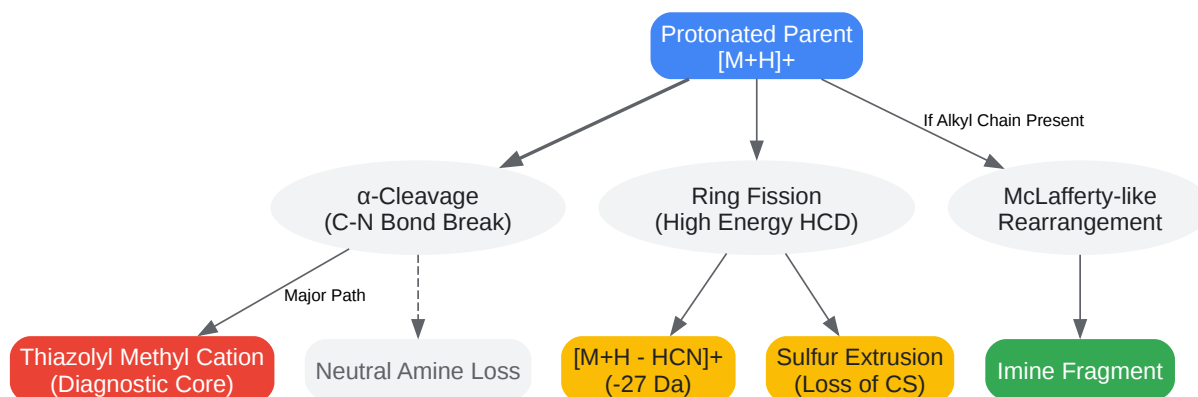 Protonated Parent
[M+H]+
If Alkyl Chain Present
α-Cleavage
(C-N Bond Break)
Ring Fission
(High Energy HCD)
McLafferty-like
Rearrangement
Major Path
Thiazolyl Methyl Cation
(Diagnostic Core)
Neutral Amine Loss
[M+H - HCN]+
(-27 Da)
Sulfur Extrusion
(Loss of CS)
Imine Fragment